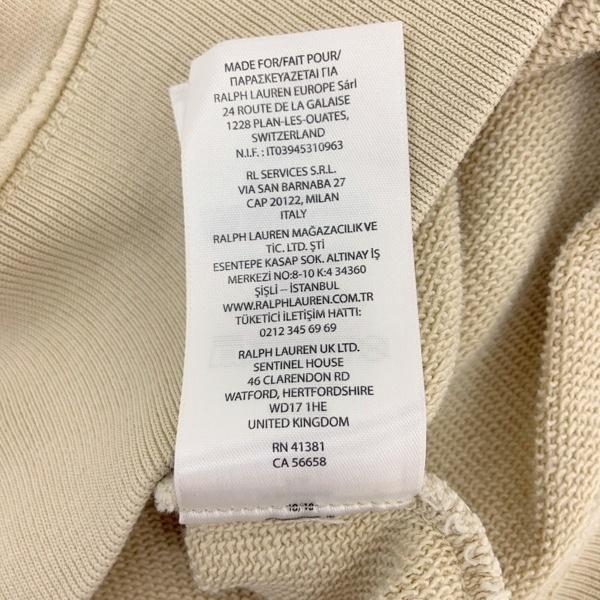 MADE FOR/FAIT POUR/
ΠΑΡΑΣΚΕΥΑΖΕΤΑΙ ΓΙΑ
RALPH LAUREN EUROPE Sárl
24 ROUTE DE LA GALAISE
1228 PLAN-LES-OUATES,
SWITZERLAND
N.I.F. : IT03945310963
RL SERVICES S.R.L.
VIA SAN BARNABA 27
CAP 20122, MILAN
ITALY
RALPH LAUREN MAĞAZACILIK VE
TİC. LTD. ŞTİ
ESENTEPE KASAP SOK. ALTINAY İŞ
MERKEZİ NO:8-10 K:4 34360
ŞİŞLİ – İSTANBUL
WWW.RALPHLAUREN.COM.TR
TÜKETİCİ İLETİŞİM HATTI:
0212 345 69 69
RALPH LAUREN UK LTD.
SENTINEL HOUSE
46 CLARENDON RD
WATFORD, HERTFORDSHIRE
WD17 1HE
UNITED KINGDOM
RN 41381
CA 56658